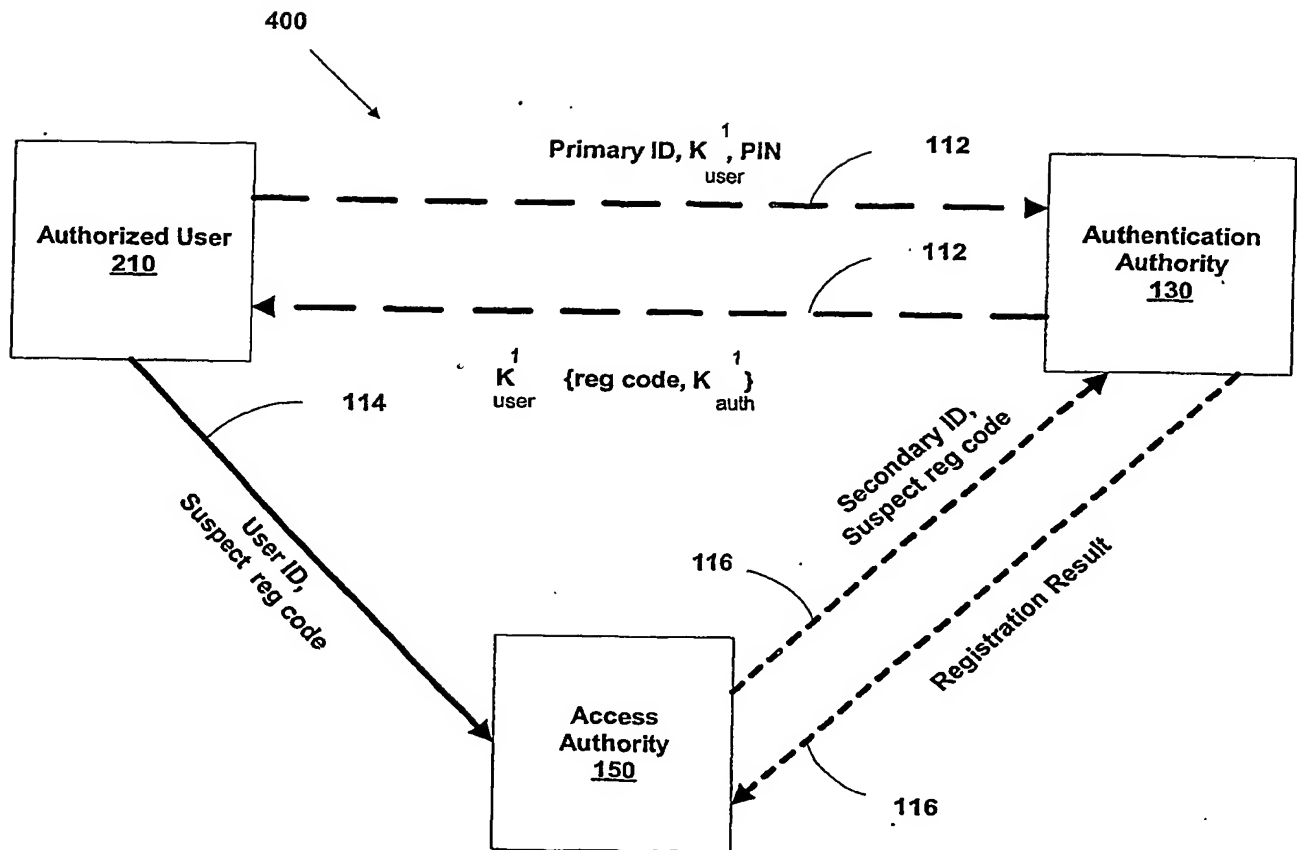 400
Primary ID, K 1 user, PIN
112
Authorized User
210
Authentication
Authority
130
112
K 1 user {reg code, K 1 auth}
114
User ID,
Suspect reg code
Secondary ID,
Suspect reg code
116
Registration Result
Access
Authority
150
116